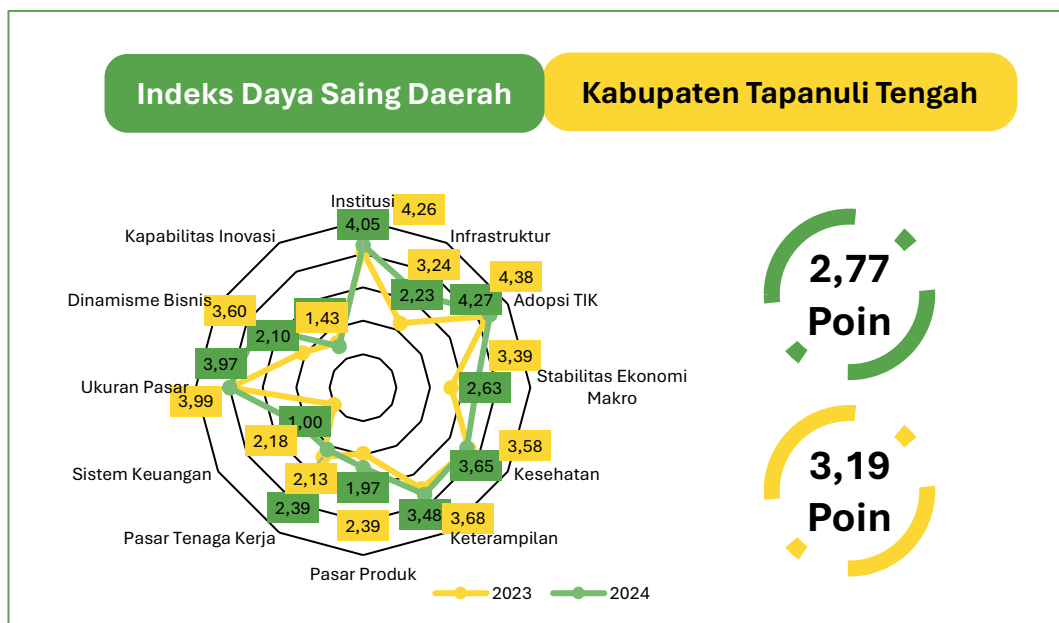 Indeks Daya Saing Daerah
Kabupaten Tapanuli Tengah
Institusi
4,26
4,05
Kapabilitas Inovasi
Infrastruktur
3,24
4,38
2,23
4,27
Adopsi TIK
Dinamisme Bisnis
3,60
1,43
2,10
3,39
3,97
Ukuran Pasar
3,99
2,63
Stabilitas Ekonomi
Makro
1,00
2,18
3,58
3,65
Kesehatan
Sistem Keuangan
2,13
1,97
2,39
3,48
3,68
2,39
Pasar Tenaga Kerja
Keterampilan
Pasar Produk
2023
2024
2,77
Poin
3,19
Poin